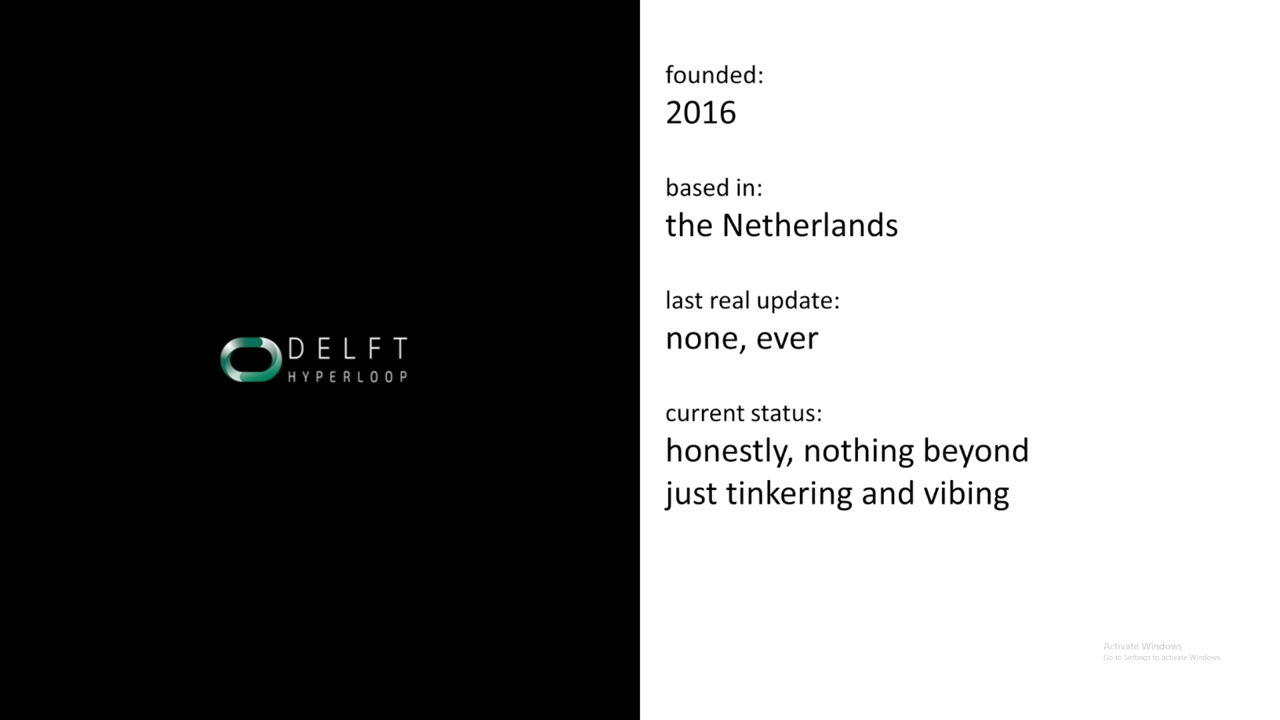 DELFT
HYPERLOOP
founded:
2016
based in:
the Netherlands
last real update:
none, ever
current status:
honestly, nothing beyond
just tinkering and vibing
Activate Windows
Go to Settings to activate Windows.